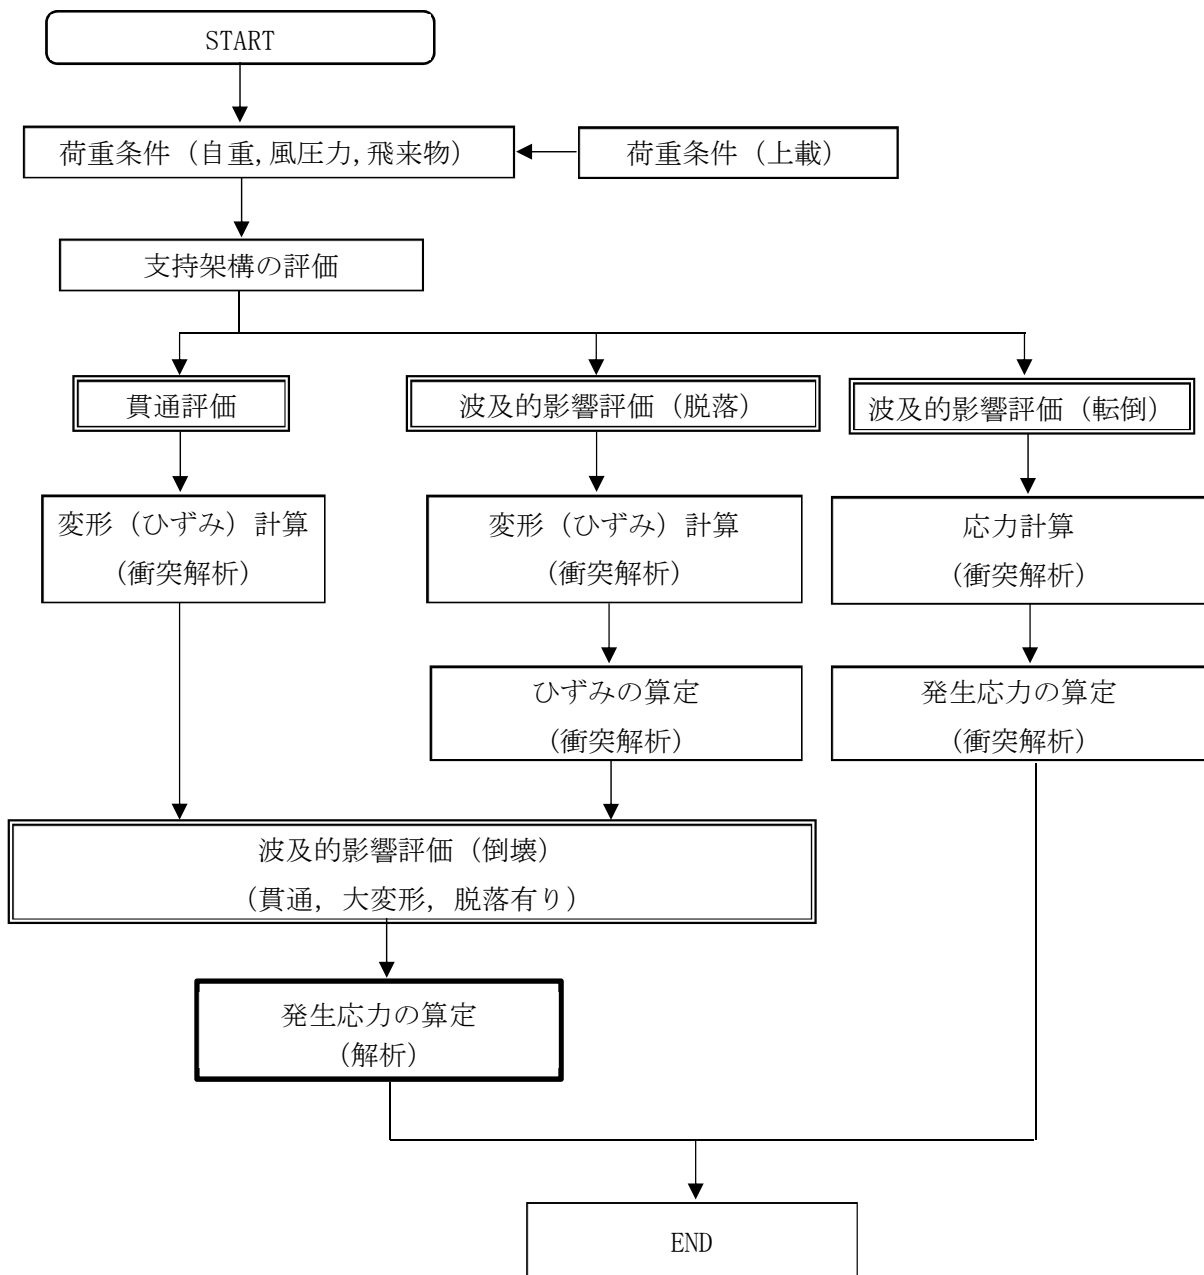 START
荷重条件（自重,風圧力,飛来物）
荷重条件（上載）
支持架構の評価
貫通評価
波及的影響評価（脱落）
波及的影響評価（転倒）
変形（ひずみ）計算
（衝突解析）
変形（ひずみ）計算
（衝突解析）
応力計算
（衝突解析）
ひずみの算定
（衝突解析）
発生応力の算定
（衝突解析）
波及的影響評価（倒壊）
（貫通，大変形，脱落有り）
発生応力の算定
（解析）
END